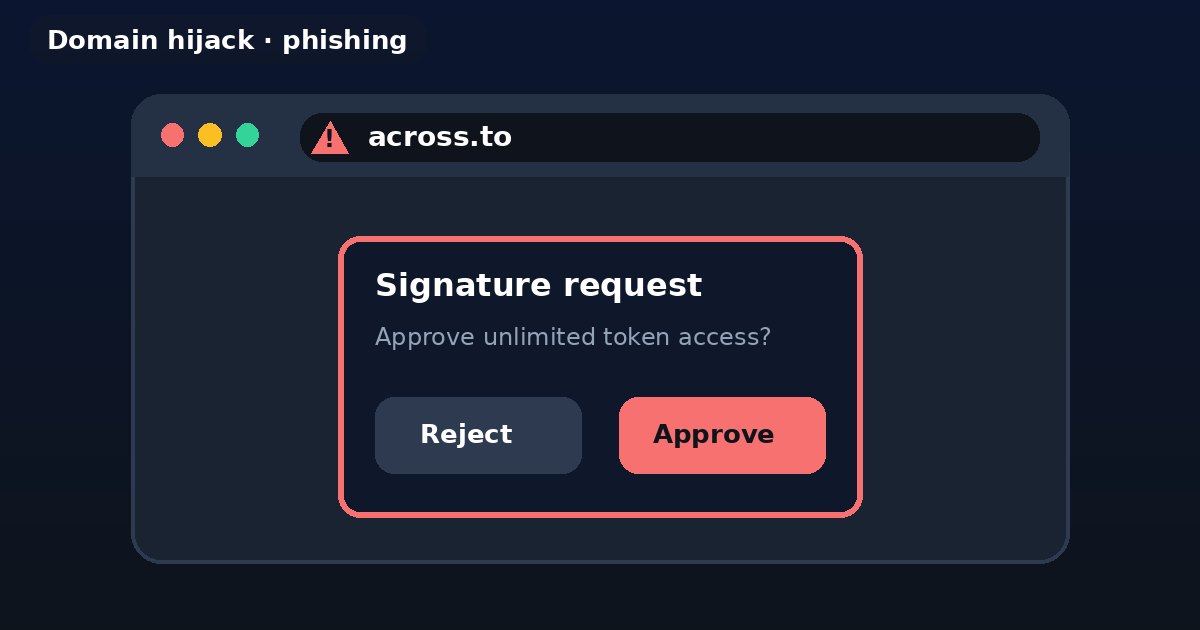 Domain hijack · phishing
! across.to
Signature request
Approve unlimited token access?
Reject
Approve